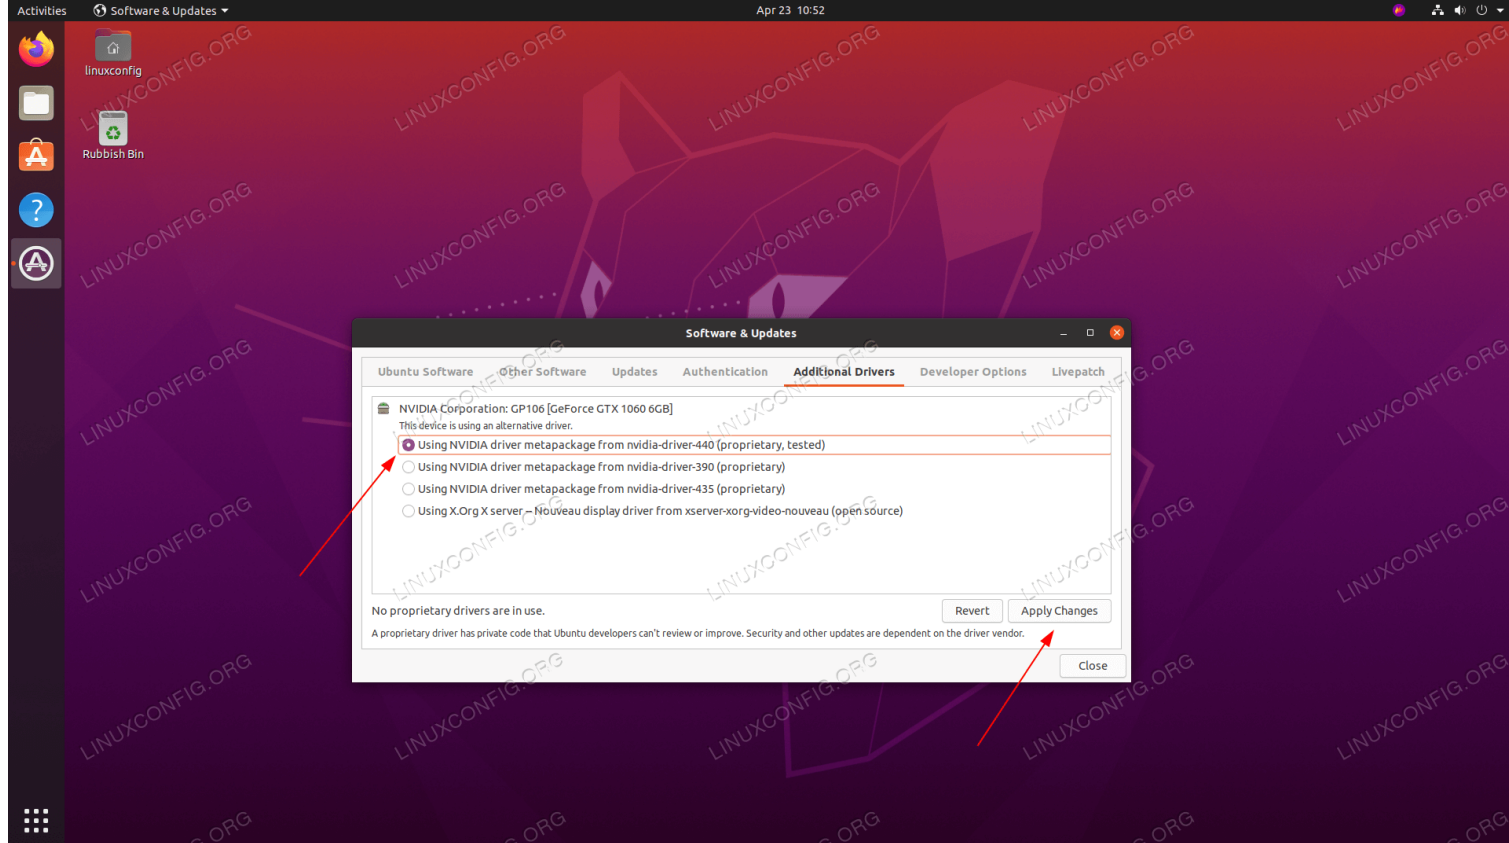 Activities
Software & Updates
Apr 23 10:52
linuxconfig
Rubbish Bin
Software & Updates
Ubuntu Software
Other Software
Updates
Authentication
Additional Drivers
Developer Options
Livepatch
NVIDIA Corporation: GP106 [GeForce GTX 1060 6GB]
This device is using an alternative driver.
Using NVIDIA driver metapackage from nvidia-driver-440 (proprietary, tested)
Using NVIDIA driver metapackage from nvidia-driver-390 (proprietary)
Using NVIDIA driver metapackage from nvidia-driver-435 (proprietary)
Using X.Org X server – Nouveau display driver from xserver-xorg-video-nouveau (open source)
No proprietary drivers are in use.
Revert
Apply Changes
A proprietary driver has private code that Ubuntu developers can't review or improve. Security and other updates are dependent on the driver vendor.
Close
LINUXCONFIG.ORG